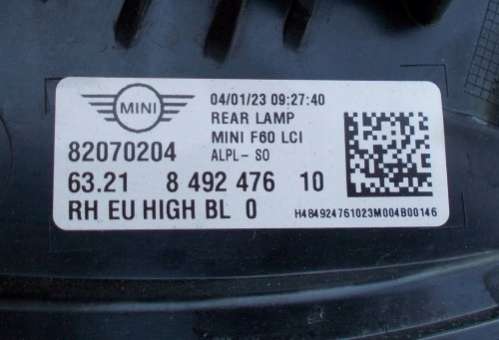 MINI
04/01/23 09:27:40
REAR LAMP
MINI F60 LCI
82070204 ALPL- SO
63.21 8 492 476 10
RH EU HIGH BL 0
H484924761023M004B00146